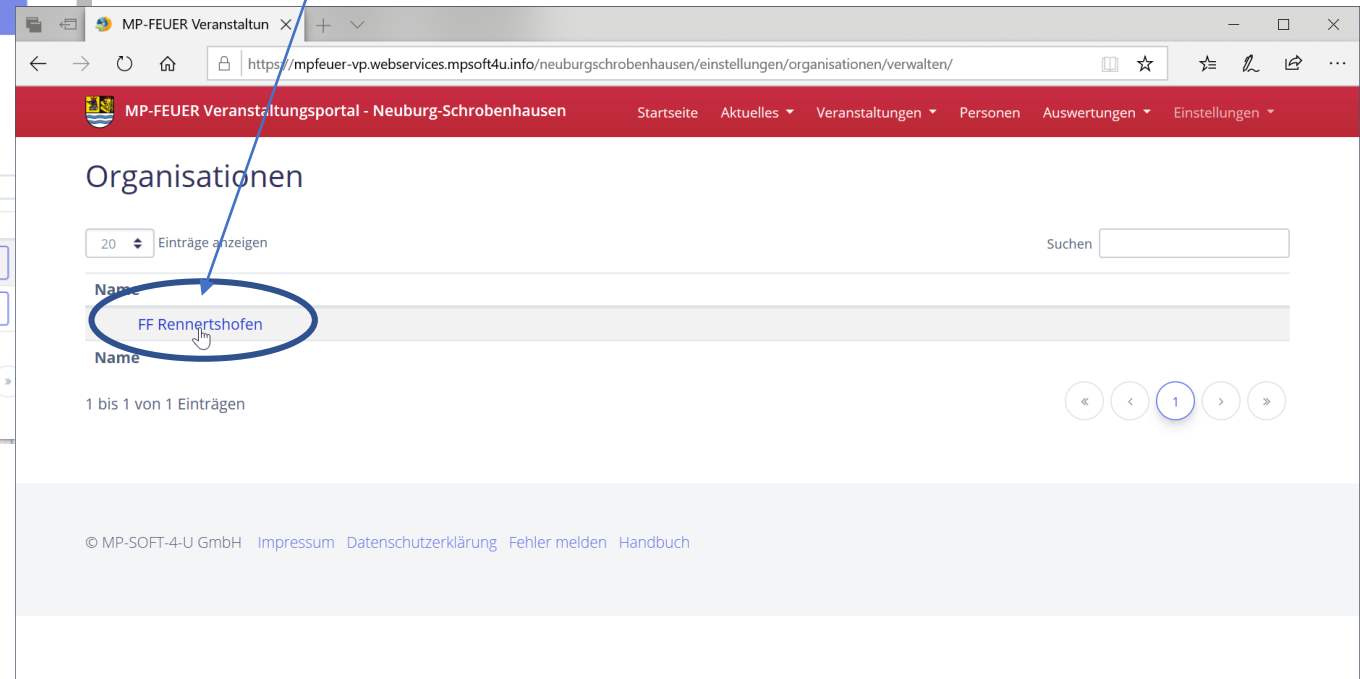 MP-FEUER Veranstaltun
https://mpfeuer-vp.webservices.mpsoft4u.info/neuburgschrobenhausen/einstellungen/organisationen/verwalten/
MP-FEUER Veranstaltungsportal - Neuburg-Schrobenhausen Startseite Aktuelles Veranstaltungen Personen Auswertungen Einstellungen
Organisationen
20 Einträge anzeigen Suchen
Name
FF Rennertshofen
Name
1 bis 1 von 1 Einträgen « ‹ 1 › »
© MP-SOFT-4-U GmbH Impressum Datenschutzerklärung Fehler melden Handbuch